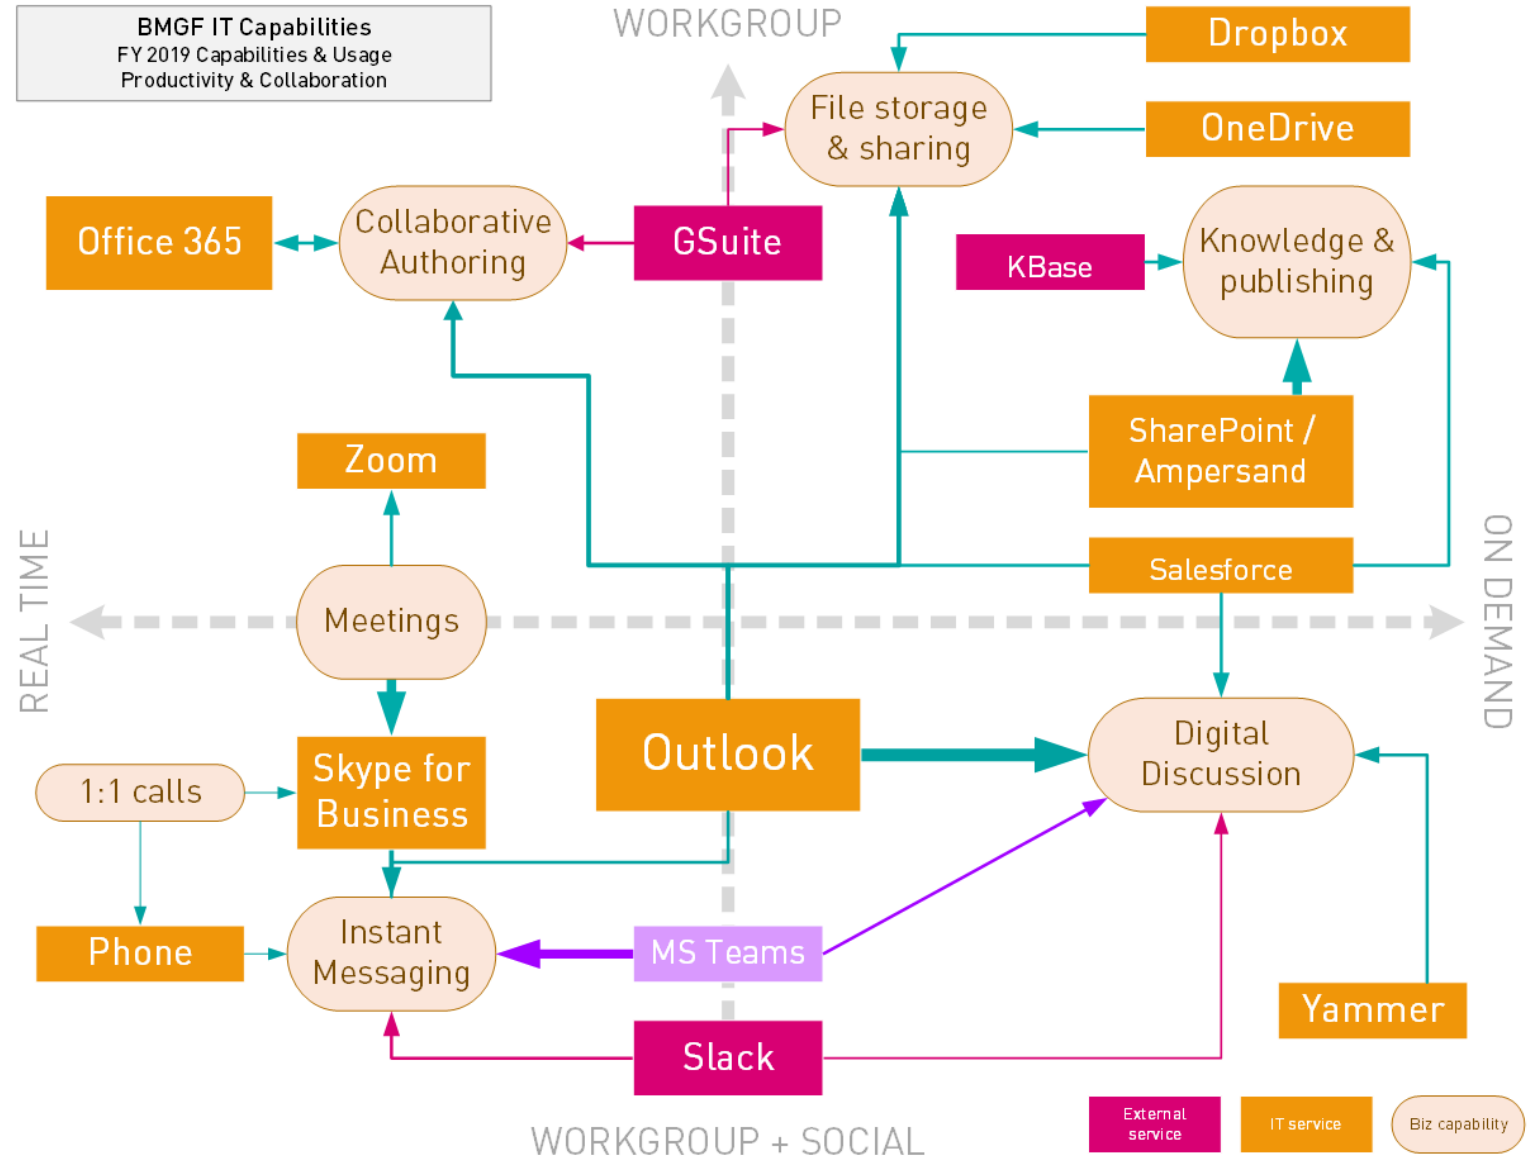 BMGF IT Capabilities
FY 2019 Capabilities & Usage
Productivity & Collaboration
WORKGROUP
Dropbox
File storage
& sharing
OneDrive
Office 365
Collaborative
Authoring
GSuite
KBase
Knowledge &
publishing
Zoom
SharePoint /
Ampersand
REAL TIME
Meetings
Salesforce
ON DEMAND
Outlook
Digital
Discussion
Skype for
Business
1:1 calls
Phone
Instant
Messaging
MS Teams
Yammer
Slack
WORKGROUP + SOCIAL
External
service
IT service
Biz capability